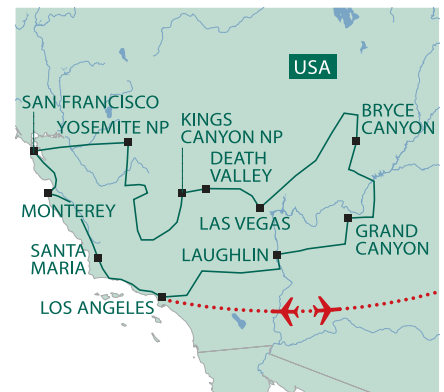 USA
SAN FRANCISCO
YOSEMITE NP
KINGS
CANYON NP
DEATH
VALLEY
BRYCE
CANYON
MONTEREY
LAS VEGAS
GRAND
CANYON
SANTA
MARIA
LAUGHLIN
LOS ANGELES